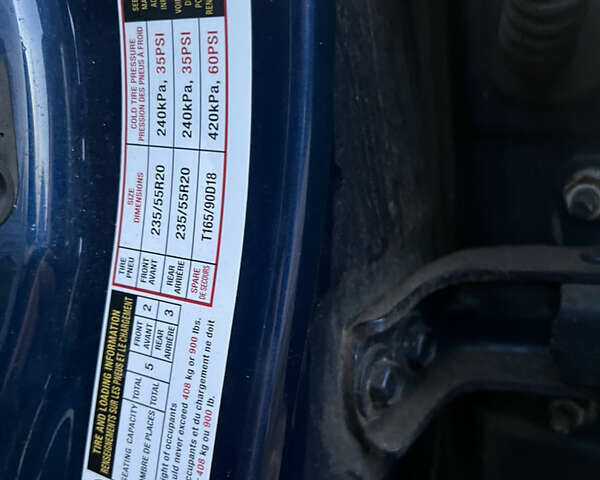 TIRE AND LOADING INFORMATION
RENSEIGNEMENTS SUR LES PNEUS ET LE CHARGEMENT
SEATING CAPACITY TOTAL 5 FRONT AVANT 2 REAR ARRIÈRE 3
NOMBRE DE PLACES TOTAL
ght of occupants
uld never exceed 408 kg or 900 lbs.
ccupants et du chargement ne doit
408 kg ou 900 lb.
TIRE PNEU SIZE DIMENSIONS COLD TIRE PRESSURE PRESSION DES PNEUS À FROID
FRONT AVANT 235/55R20 240kPa, 35PSI
REAR ARRIÈRE 235/55R20 240kPa, 35PSI
SPARE DE SECOURS T165/90D18 420kPa, 60PSI
SEE
VOI